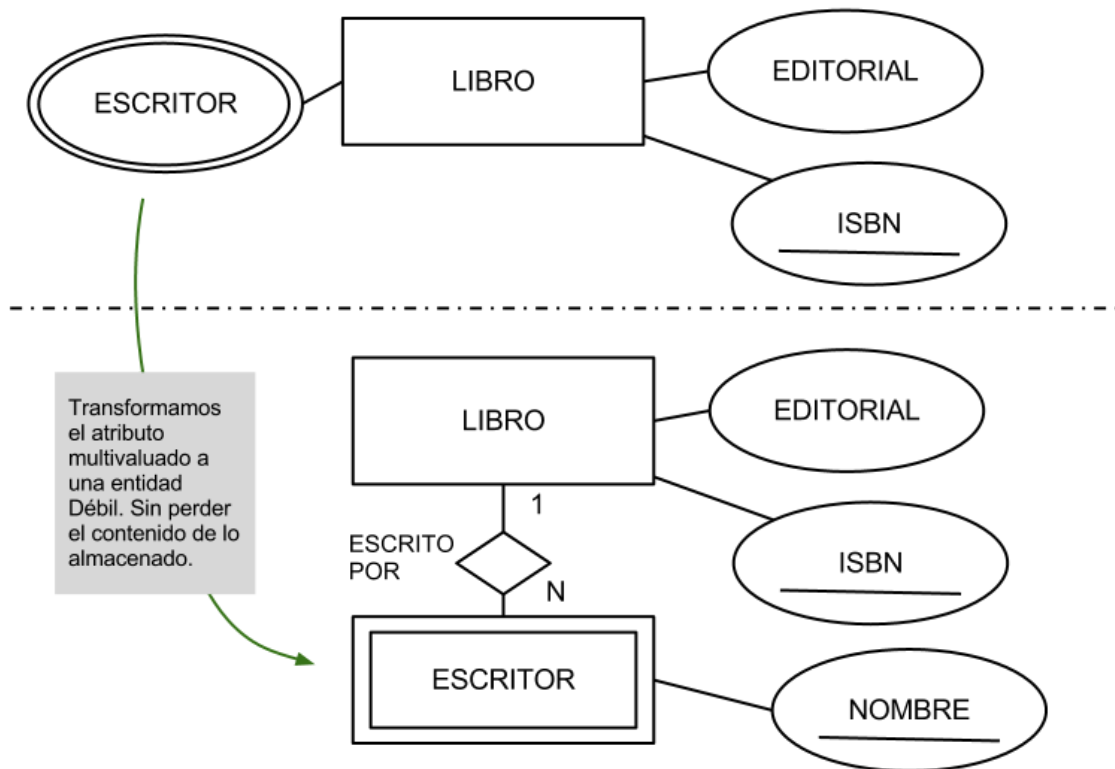 ESCRITOR
LIBRO
EDITORIAL
ISBN
Transformamos
el atributo
multivaluado a
una entidad
Débil. Sin perder
el contenido de lo
almacenado.
LIBRO
EDITORIAL
1
ESCRITO
POR
N
ISBN
ESCRITOR
NOMBRE